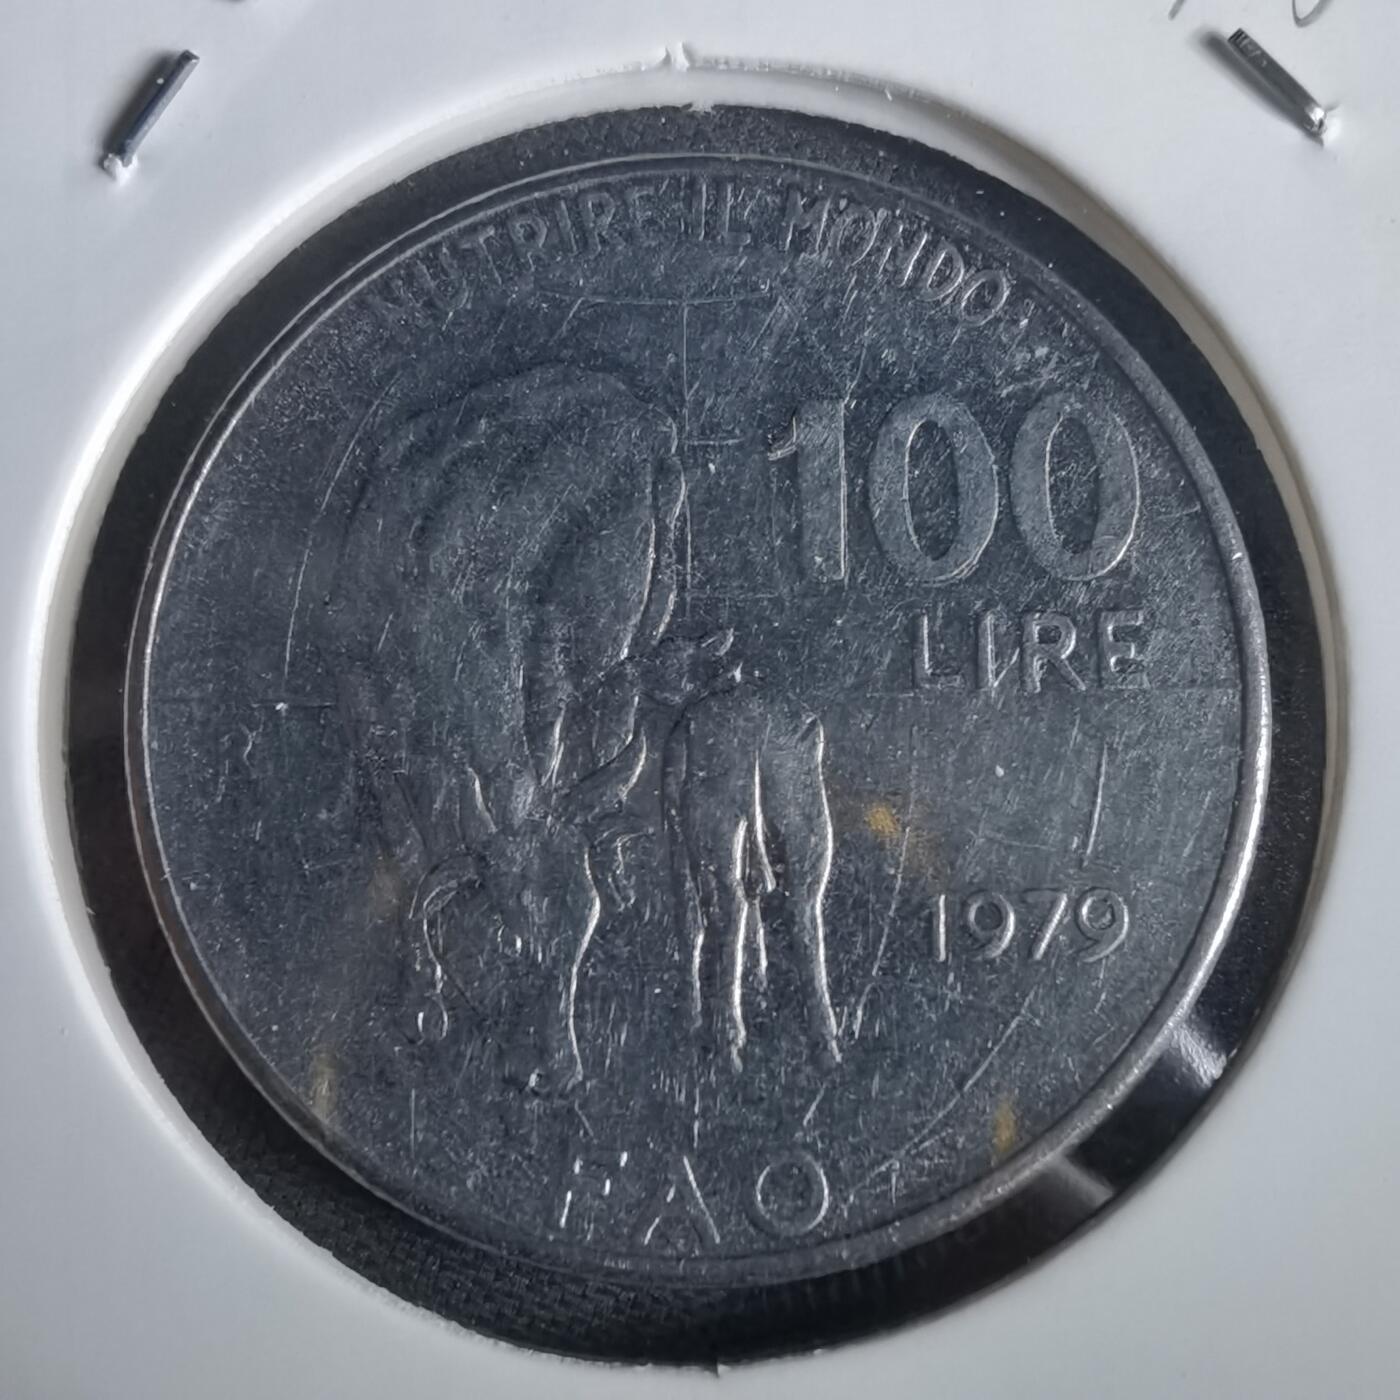 NUTRIRE IL MONDO
100
LIRE
1979
FAO